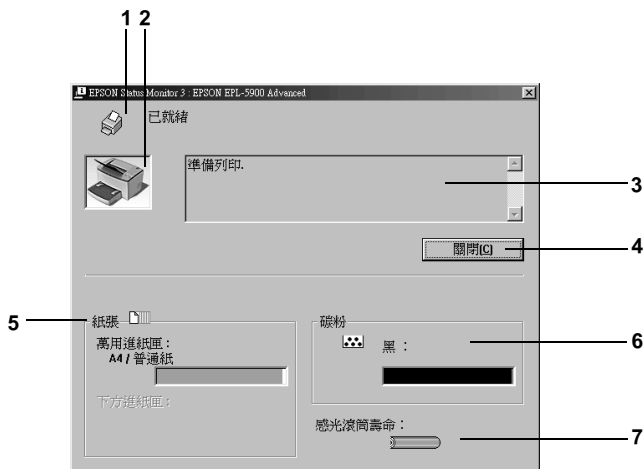 1 2
EPSON Status Monitor 3 : EPSON EPL-5900 Advanced
已就緒
準備列印.
3
關閉(C)
4
5
紙張
萬用進紙匣：
A4 / 普通紙
下方進紙匣：
碳粉
黑：
6
感光滾筒壽命：
7